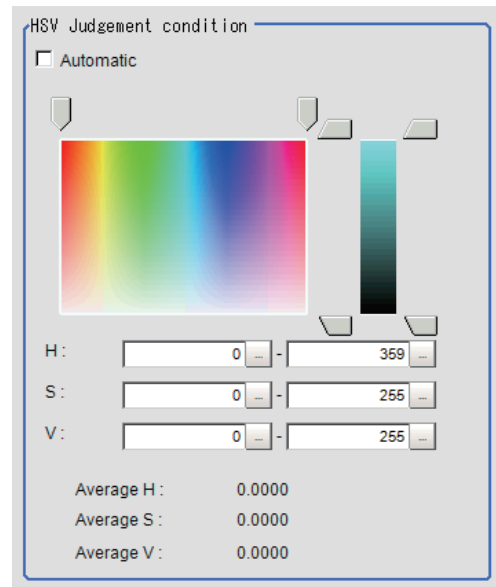 HSV Judgement condition
Automatic
H : 0 ... - 359 ...
S : 0 ... - 255 ...
V : 0 ... - 255 ...
Average H : 0.0000
Average S : 0.0000
Average V : 0.0000